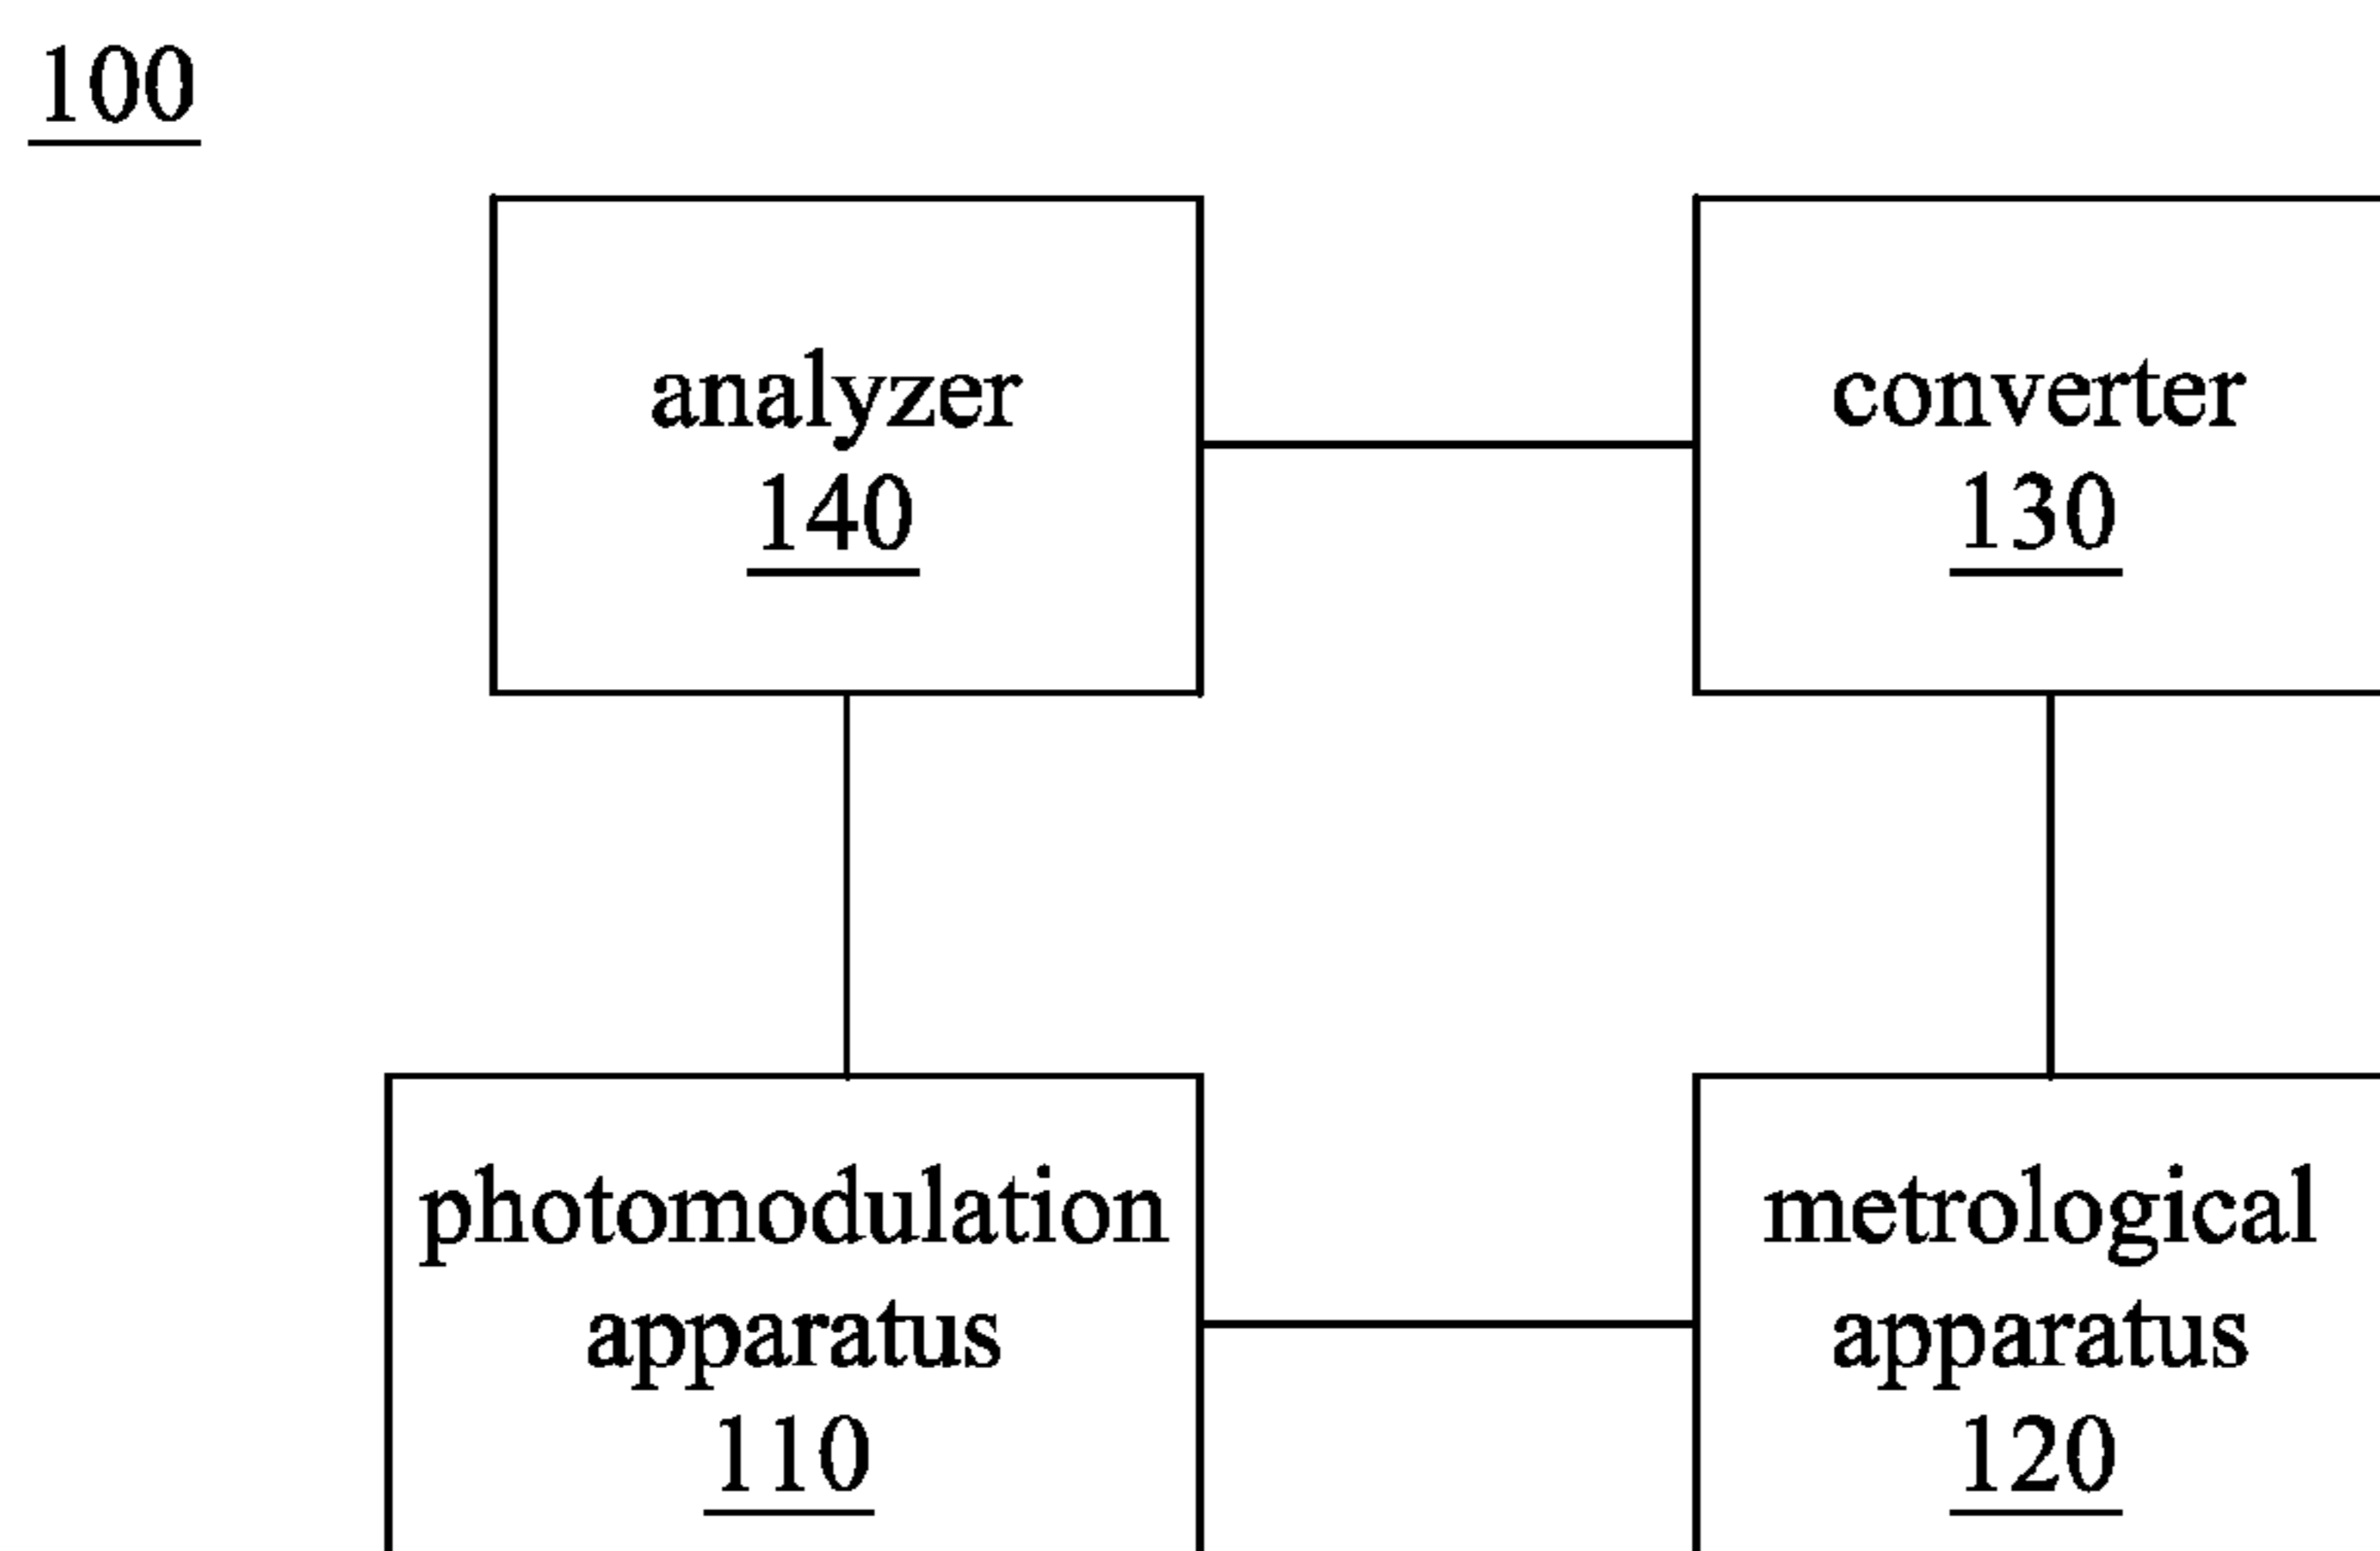 100
analyzer
140
converter
130
photomodulation
apparatus
110
metrological
apparatus
120